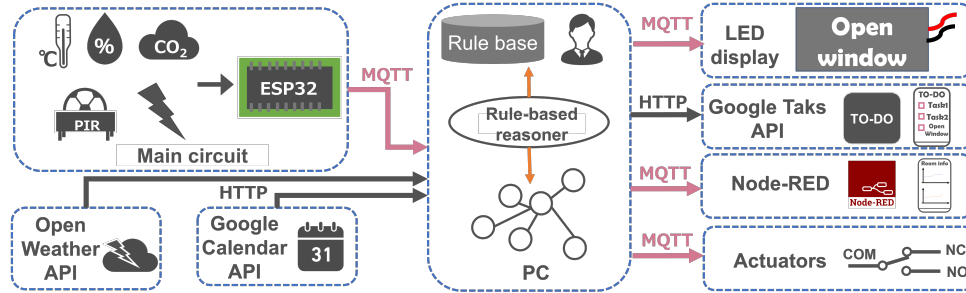 °C
%
CO2
ESP32
PIR
Main circuit
MQTT
HTTP
Open
Weather
API
Google
Calendar
API
31
Rule base
Rule-based
reasoner
PC
MQTT
LED
display
Open
window
HTTP
Google Taks
API
TO-DO
TO-DO
Task1
Task2
Open
Window
MQTT
Node-RED
Node-RED
Room Info
MQTT
Actuators
COM
NC
NO